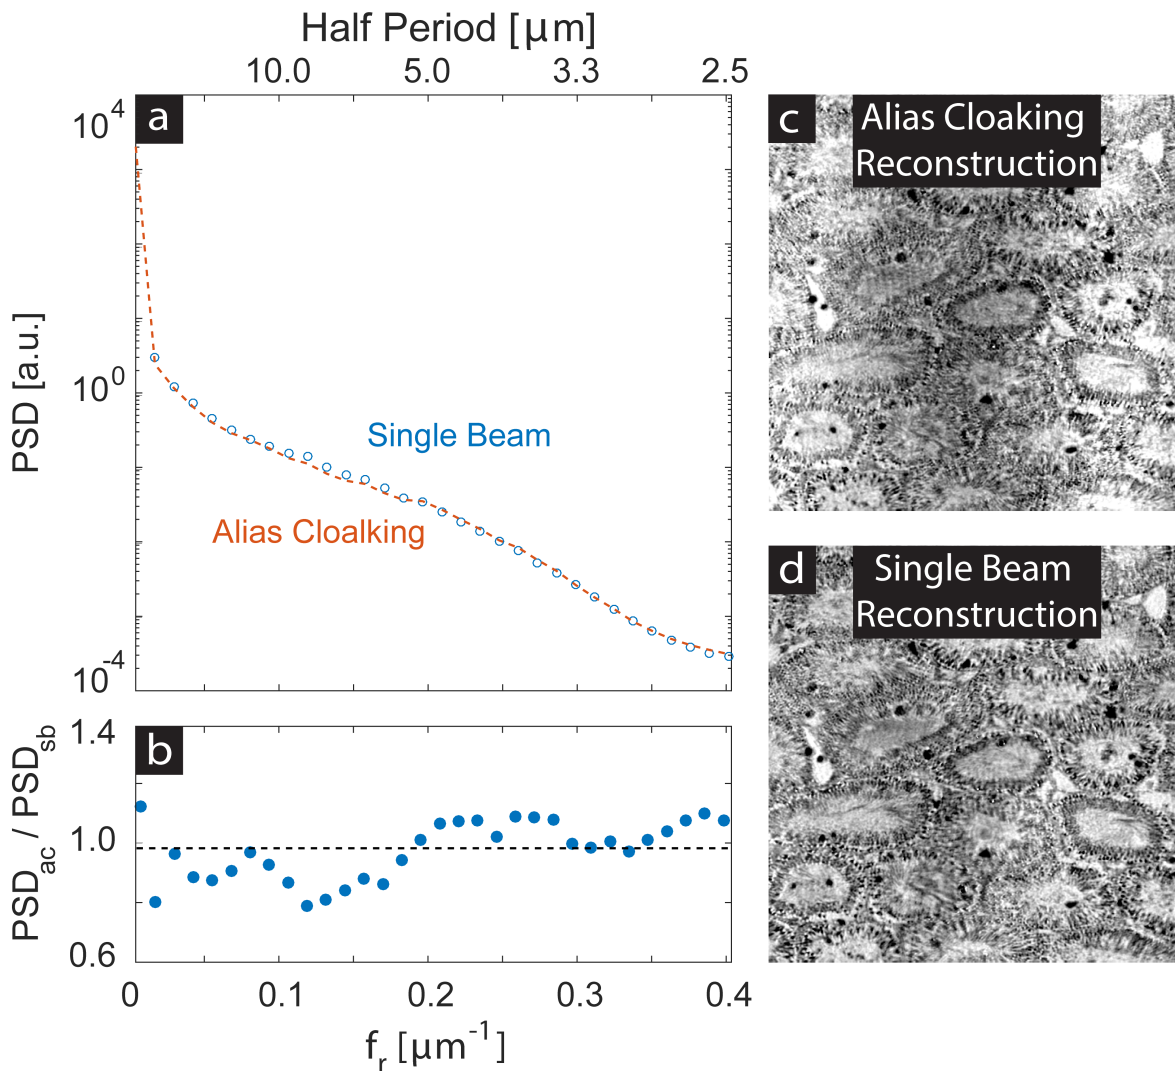 Half Period [μm]
10.0 5.0 3.3 2.5
a
10^4
10^0
10^-4
PSD [a.u.]
Single Beam
Alias Cloalking
b
1.4
1.0
0.6
PSD_ac / PSD_sb
0 0.1 0.2 0.3 0.4
f_r [μm^-1]
c
Alias Cloaking
Reconstruction
d
Single Beam
Reconstruction